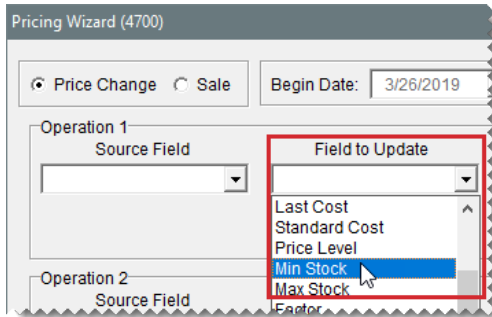 Pricing Wizard (4700)
Price Change Sale Begin Date: 3/26/2019
Operation 1
Source Field Field to Update
Last Cost
Standard Cost
Price Level
Min Stock
Max Stock
Operation 2
Source Field Factor